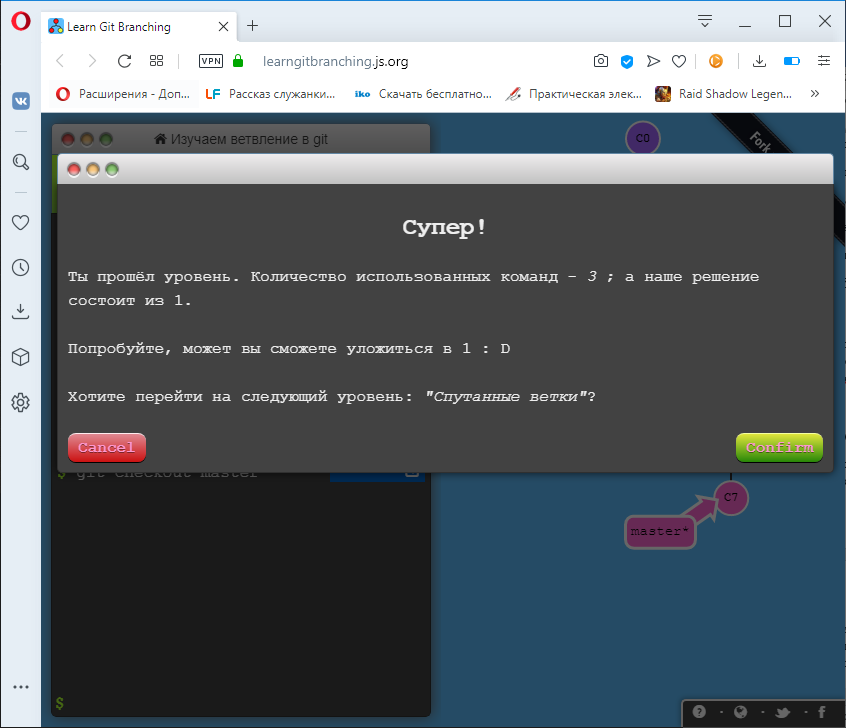 Learn Git Branching
VPN
learngitbranching.js.org
Расширения - Доп...
LF
Рассказ служанки...
iko
Скачать бесплатно...
Практическая элек...
Raid Shadow Legen...
Изучаем ветвление в git
C0
Fork
Супер!
Ты прошёл уровень. Количество использованных команд - 3 ; а наше решение
состоит из 1.
Попробуйте, может вы сможете уложиться в 1 : D
Хотите перейти на следующий уровень: "Спутанные ветки"?
Cancel
Confirm
$ git checkout master
C7
master*
$